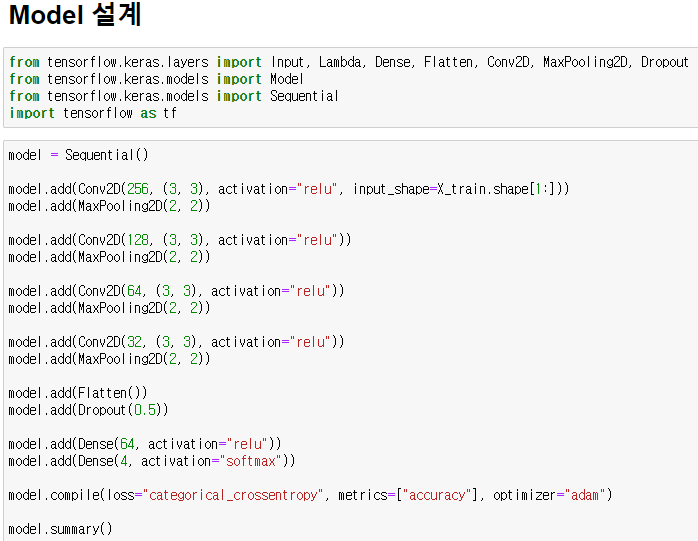 Model 설계
from tensorflow.keras.layers import Input, Lambda, Dense, Flatten, Conv2D, MaxPooling2D, Dropout
from tensorflow.keras.models import Model
from tensorflow.keras.models import Sequential
import tensorflow as tf
model = Sequential()
model.add(Conv2D(256, (3, 3), activation="relu", input_shape=X_train.shape[1:]))
model.add(MaxPooling2D(2, 2))
model.add(Conv2D(128, (3, 3), activation="relu"))
model.add(MaxPooling2D(2, 2))
model.add(Conv2D(64, (3, 3), activation="relu"))
model.add(MaxPooling2D(2, 2))
model.add(Conv2D(32, (3, 3), activation="relu"))
model.add(MaxPooling2D(2, 2))
model.add(Flatten())
model.add(Dropout(0.5))
model.add(Dense(64, activation="relu"))
model.add(Dense(4, activation="softmax"))
model.compile(loss="categorical_crossentropy", metrics=["accuracy"], optimizer="adam")
model.summary()